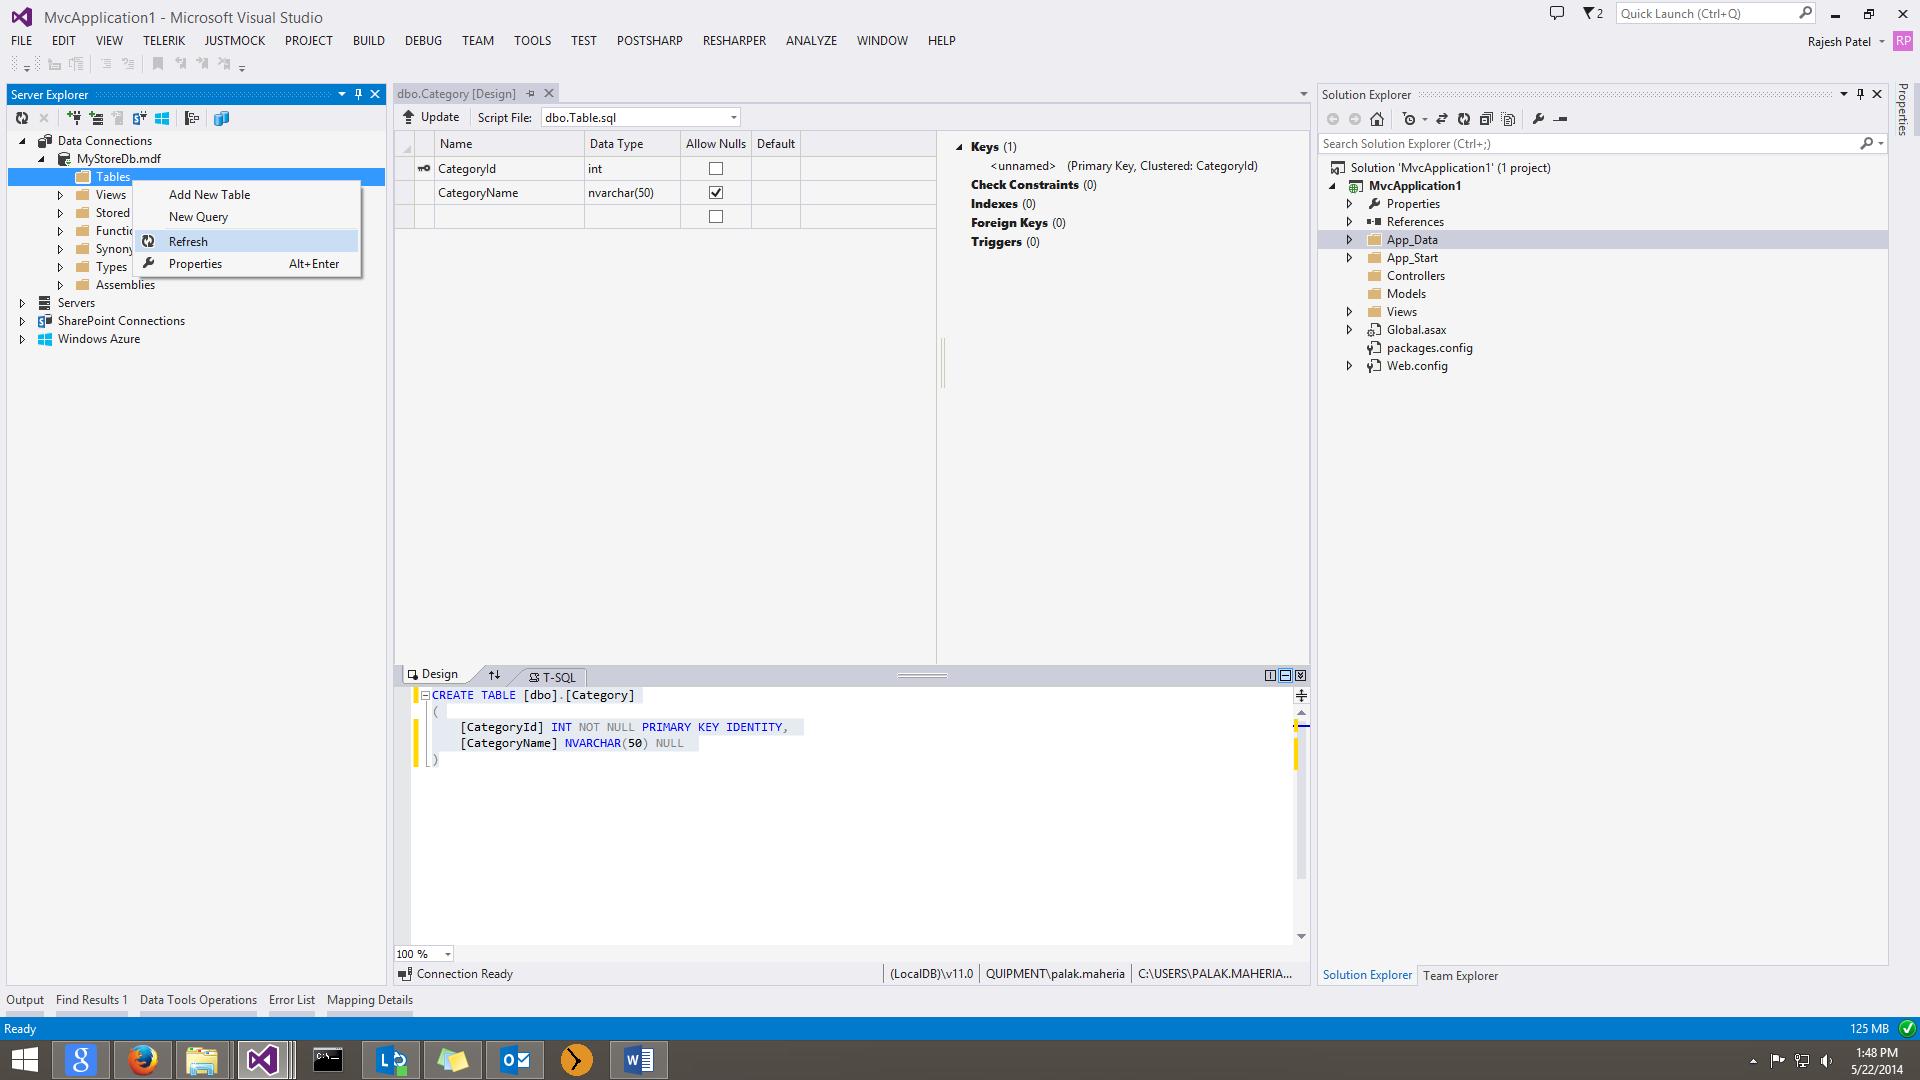 MvcApplication1 - Microsoft Visual Studio
2
Quick Launch (Ctrl+Q)
FILE EDIT VIEW TELERIK JUSTMOCK PROJECT BUILD DEBUG TEAM TOOLS TEST POSTSHARP RESHARPER ANALYZE WINDOW HELP
Rajesh Patel RP
Server Explorer
Data Connections
MyStoreDb.mdf
Tables
Views
Stored
Functio
Synony
Types
Assemblies
Servers
SharePoint Connections
Windows Azure
Add New Table
New Query
Refresh
Properties Alt+Enter
dbo.Category [Design]
Update Script File: dbo.Table.sql
Name Data Type Allow Nulls Default
CategoryId int
CategoryName nvarchar(50)
Keys (1)
<unnamed> (Primary Key, Clustered: CategoryId)
Check Constraints (0)
Indexes (0)
Foreign Keys (0)
Triggers (0)
Design T-SQL
CREATE TABLE [dbo].[Category]
(
[CategoryId] INT NOT NULL PRIMARY KEY IDENTITY,
[CategoryName] NVARCHAR(50) NULL
)
100 %
Connection Ready
(LocalDB)\v11.0 QUIPMENT\palak.maheria C:\USERS\PALAK.MAHERIA...
Solution Explorer
Search Solution Explorer (Ctrl+;)
Solution 'MvcApplication1' (1 project)
MvcApplication1
Properties
References
App_Data
App_Start
Controllers
Models
Views
Global.asax
packages.config
Web.config
Solution Explorer Team Explorer
Properties
Output Find Results 1 Data Tools Operations Error List Mapping Details
Ready
125 MB
1:48 PM
5/22/2014